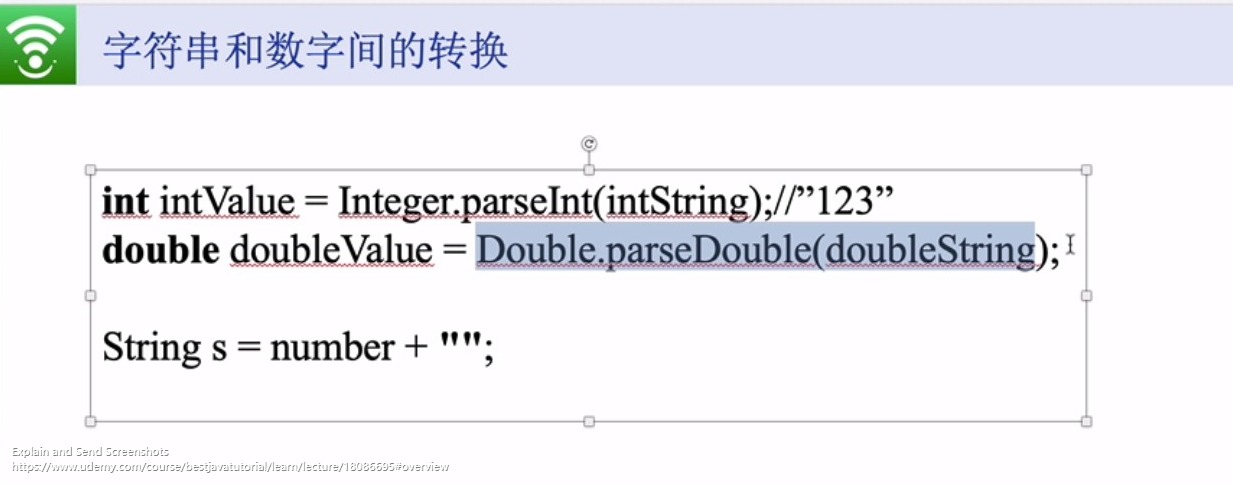 字符串和数字间的转换
int intValue = Integer.parseInt(intString);//”123”
double doubleValue = Double.parseDouble(doubleString);
String s = number + "";
Explain and Send Screenshots
https://www.udemy.com/course/bestjavatutorial/learn/lecture/18086695#overview